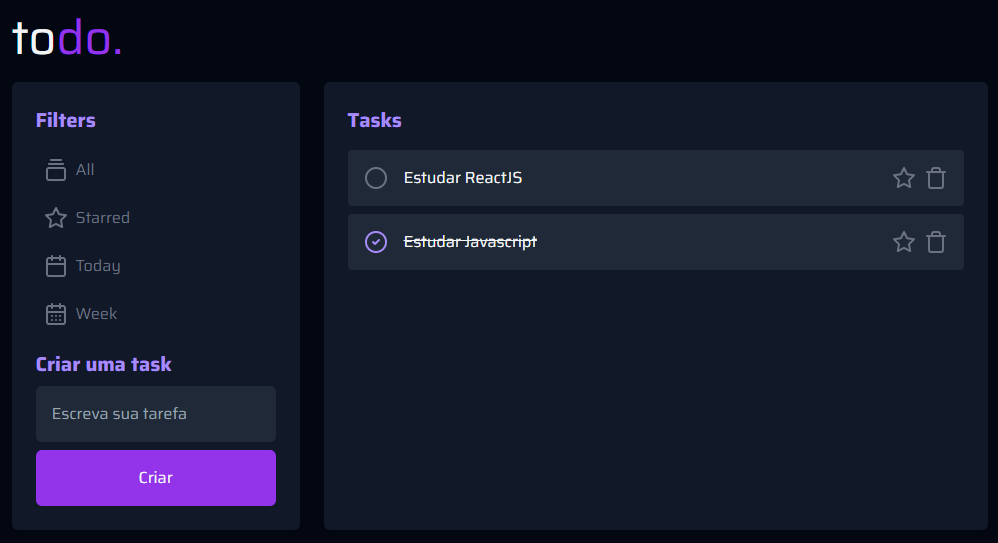 todo.
Filters
All
Starred
Today
Week
Criar uma task
Escreva sua tarefa
Criar
Tasks
Estudar ReactJS
Estudar Javascript